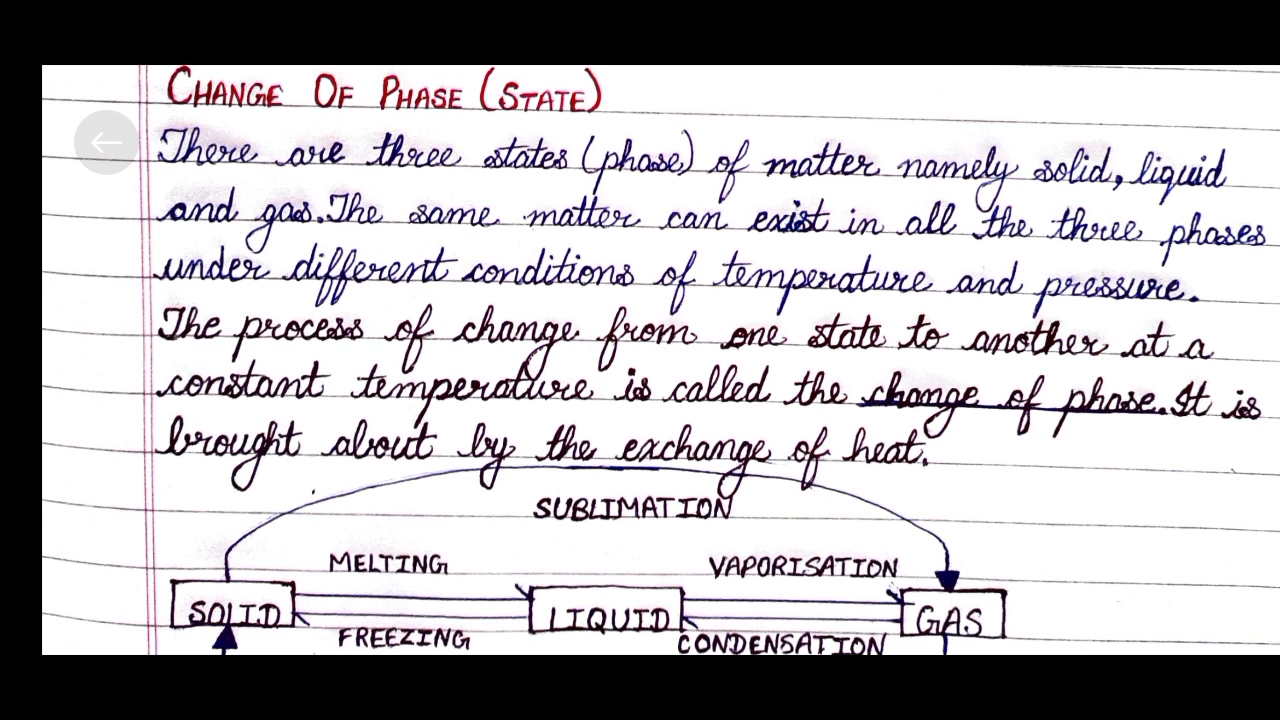 CHANGE OF PHASE (STATE)
There are three states (phase) of matter namely solid, liquid
and gas. The same matter can exist in all the three phases
under different conditions of temperature and pressure.
The process of change from one state to another at a
constant temperature is called the change of phase. It is
brought about by the exchange of heat.
SUBLIMATION
MELTING VAPORISATION
SOLID LIQUID GAS
FREEZING CONDENSATION